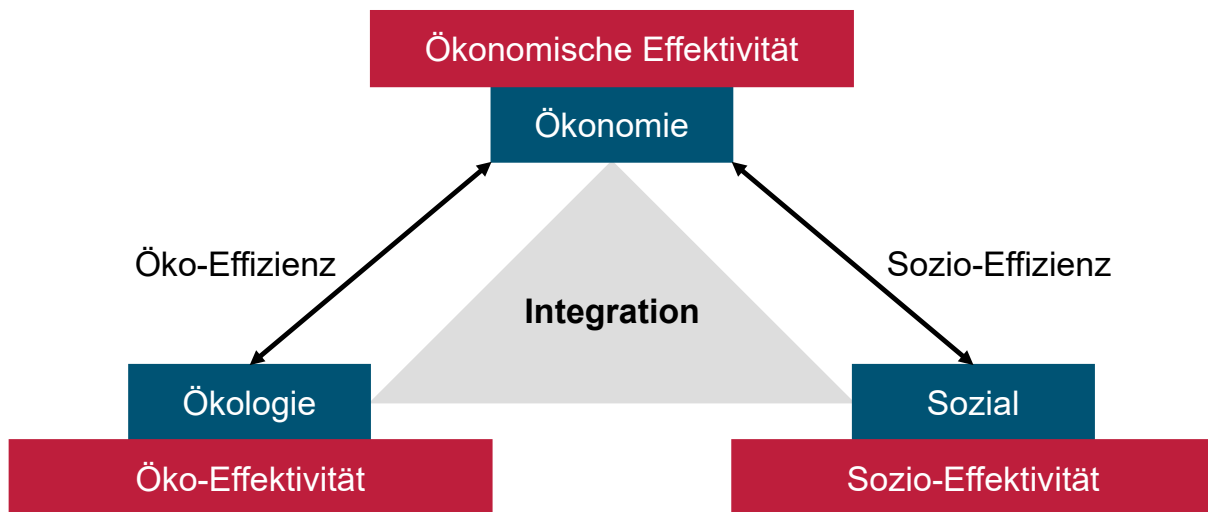 Ökonomische Effektivität
Ökonomie
Öko-Effizienz
Sozio-Effizienz
Integration
Ökologie
Sozial
Öko-Effektivität
Sozio-Effektivität